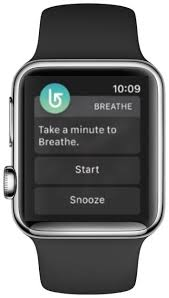 10:09
BREATHE
Take a minute to
Breathe.
Start
Snooze